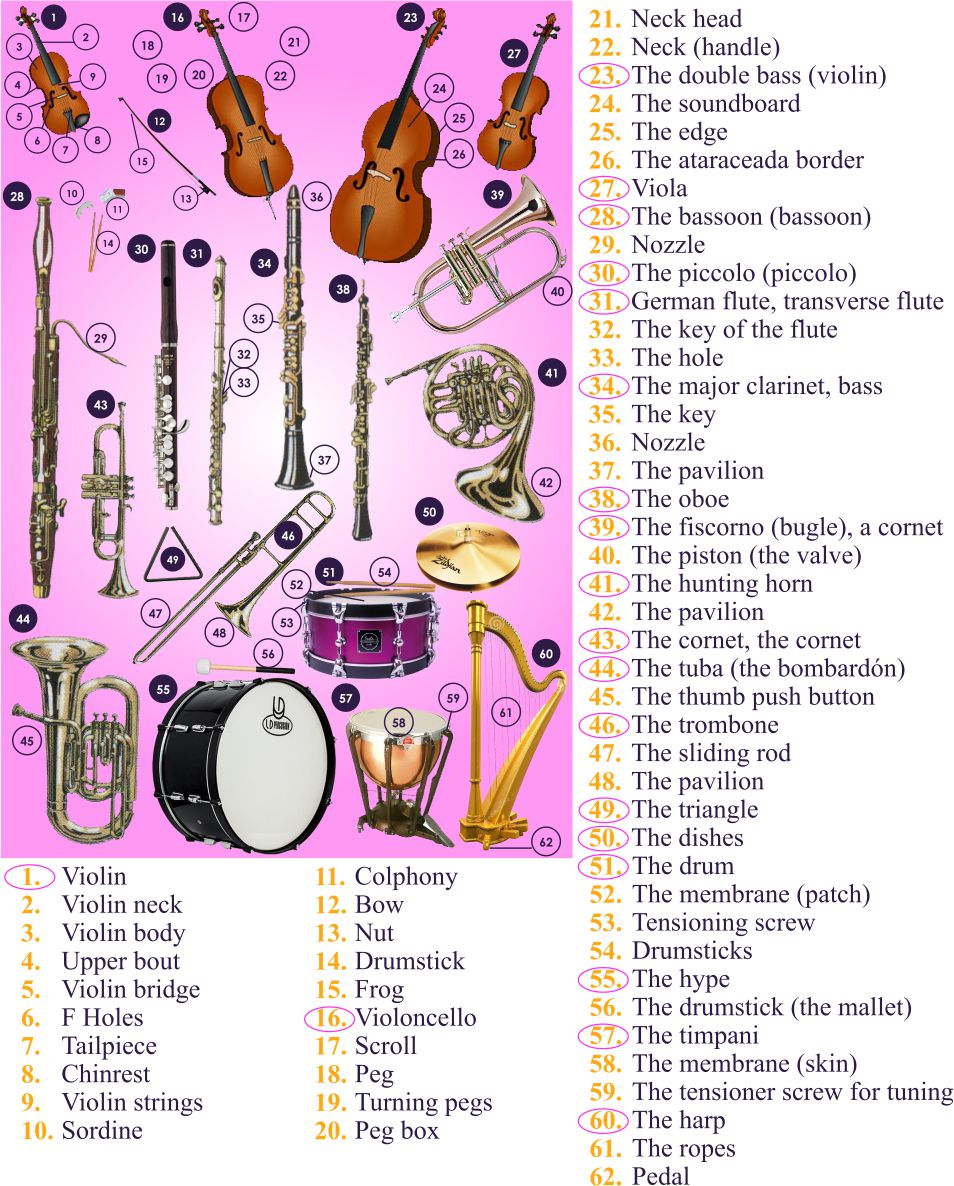 1
2
3
4
5
6
7
8
9
10
11
12
13
14
15
16
17
18
19
20
21
22
23
24
25
26
27
28
29
30
31
32
33
34
35
36
37
38
39
40
41
42
43
44
45
46
47
48
49
50
Zildjian
51
52
53
54
55
56
LD
57
58
59
60
61
62
1. Violin
2. Violin neck
3. Violin body
4. Upper bout
5. Violin bridge
6. F Holes
7. Tailpiece
8. Chinrest
9. Violin strings
10. Sordine
11. Colphony
12. Bow
13. Nut
14. Drumstick
15. Frog
16. Violoncello
17. Scroll
18. Peg
19. Turning pegs
20. Peg box
21. Neck head
22. Neck (handle)
23. The double bass (violin)
24. The soundboard
25. The edge
26. The ataraceada border
27. Viola
28. The bassoon (bassoon)
29. Nozzle
30. The piccolo (piccolo)
31. German flute, transverse flute
32. The key of the flute
33. The hole
34. The major clarinet, bass
35. The key
36. Nozzle
37. The pavilion
38. The oboe
39. The fiscorno (bugle), a cornet
40. The piston (the valve)
41. The hunting horn
42. The pavilion
43. The cornet, the cornet
44. The tuba (the bombardón)
45. The thumb push button
46. The trombone
47. The sliding rod
48. The pavilion
49. The triangle
50. The dishes
51. The drum
52. The membrane (patch)
53. Tensioning screw
54. Drumsticks
55. The hype
56. The drumstick (the mallet)
57. The timpani
58. The membrane (skin)
59. The tensioner screw for tuning
60. The harp
61. The ropes
62. Pedal